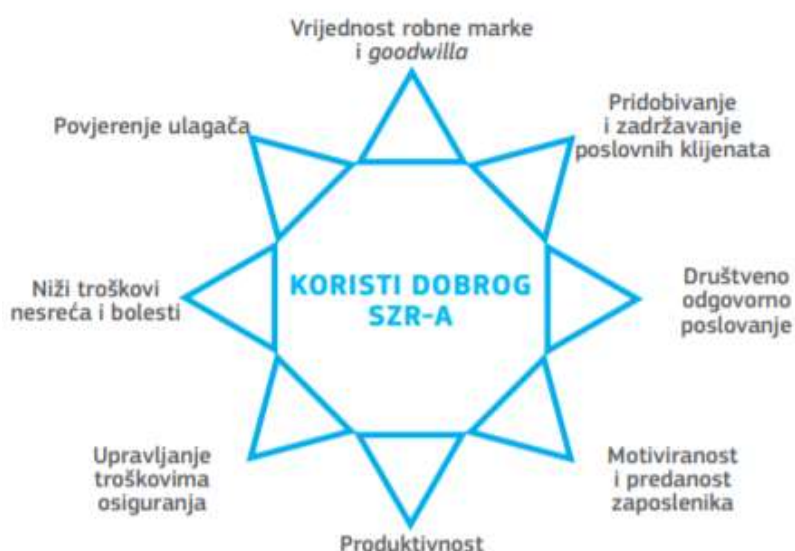 Vrijednost robne marke
i goodwilla
Povjerenje ulagača
Pridobivanje
i zadržavanje
poslovnih klijenata
Niži troškovi
nesreća i bolesti
KORISTI DOBROG
SZR-A
Društveno
odgovorno
poslovanje
Upravljanje
troškovima
osiguranja
Motiviranost
i predanost
zaposlenika
Produktivnost